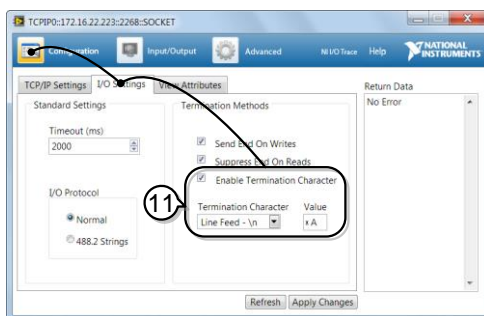 TCPIP0::172.16.22.223::2268::SOCKET
Configuration Input/Output Advanced NI I/O Trace Help NATIONAL INSTRUMENTS
TCP/IP Settings I/O Settings View Attributes
Return Data
No Error
Standard Settings
Timeout (ms)
2000
I/O Protocol
Normal
488.2 Strings
Termination Methods
Send End On Writes
Suppress End On Reads
Enable Termination Character
Termination Character Value
Line Feed - \n x A
11
Refresh Apply Changes